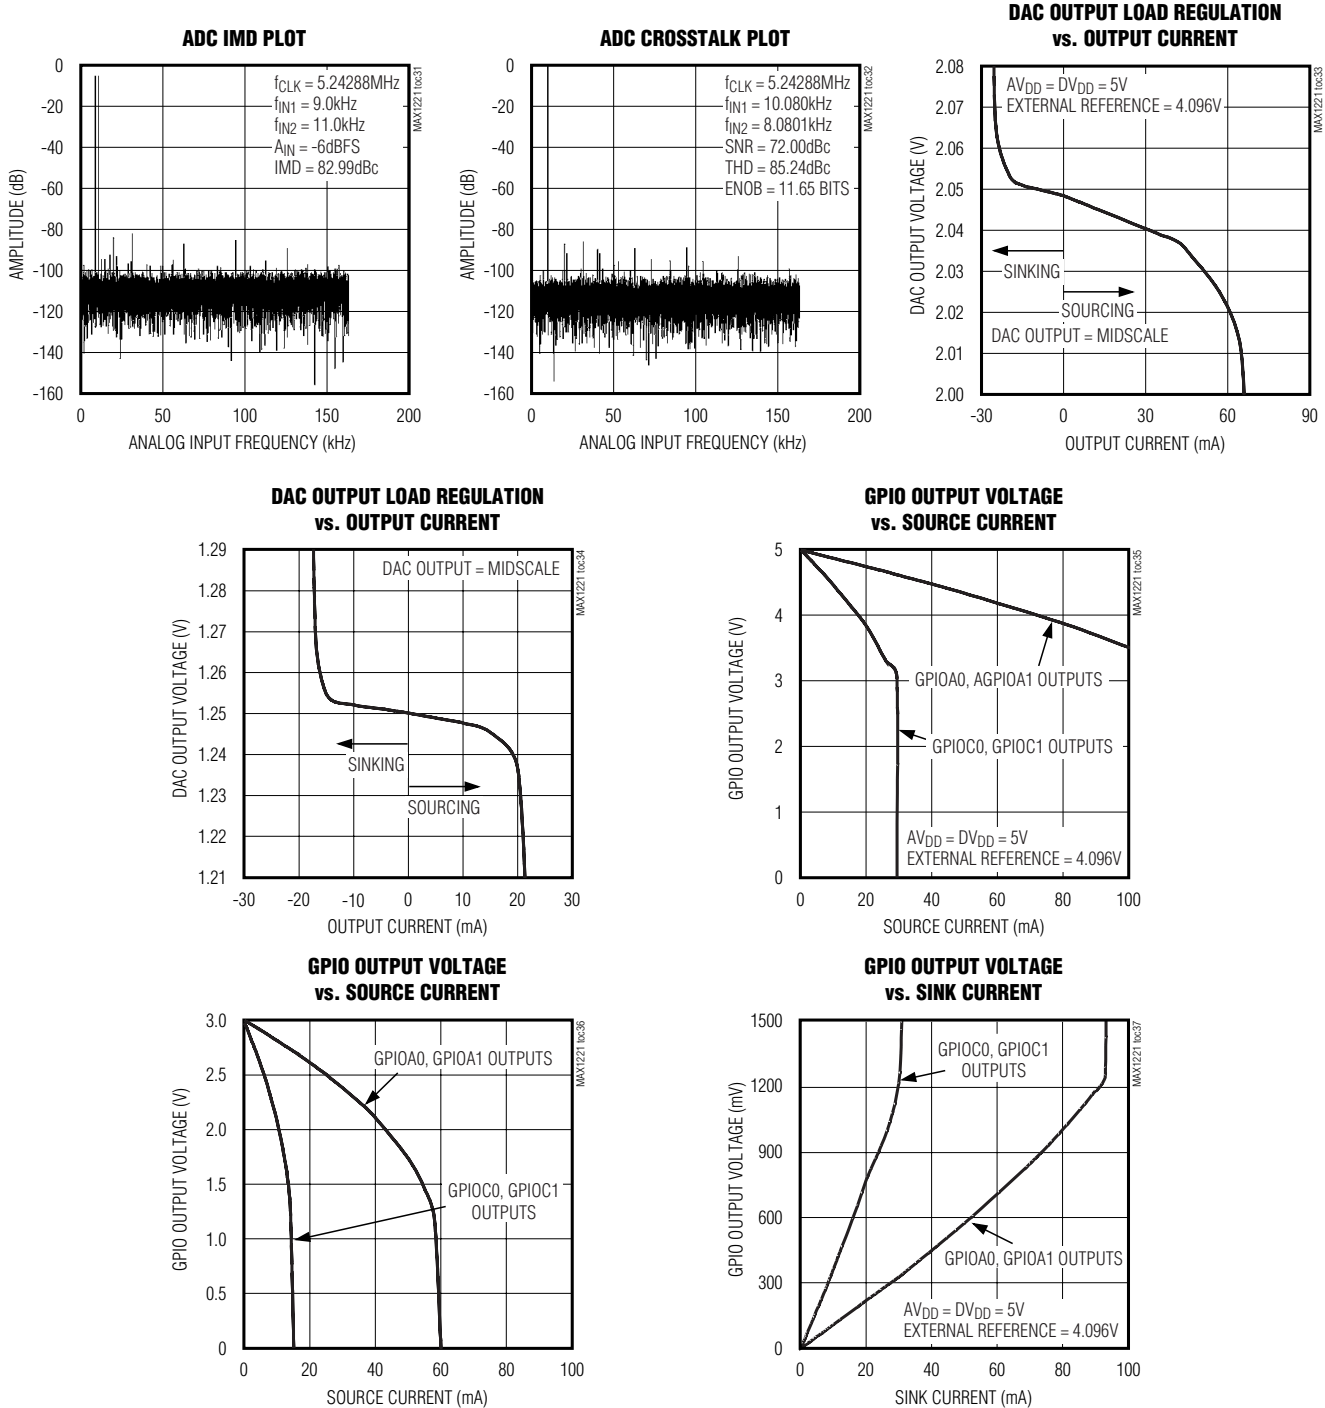 ADC IMD PLOT
0
-20
-40
-60
-80
-100
-120
-140
-160
AMPLITUDE (dB)
fCLK = 5.24288MHz
fIN1 = 9.0kHz
fIN2 = 11.0kHz
AIN = -6dBFS
IMD = 82.99dBc
MAX1221 toc31
0 50 100 150 200
ANALOG INPUT FREQUENCY (kHz)
ADC CROSSTALK PLOT
0
-20
-40
-60
-80
-100
-120
-140
-160
AMPLITUDE (dB)
fCLK = 5.24288MHz
fIN1 = 10.080kHz
fIN2 = 8.0801kHz
SNR = 72.00dBc
THD = 85.24dBc
ENOB = 11.65 BITS
MAX1221 toc32
0 50 100 150 200
ANALOG INPUT FREQUENCY (kHz)
DAC OUTPUT LOAD REGULATION
vs. OUTPUT CURRENT
2.08
2.07
2.06
2.05
2.04
2.03
2.02
2.01
2.00
DAC OUTPUT VOLTAGE (V)
AVDD = DVDD = 5V
EXTERNAL REFERENCE = 4.096V
SINKING
SOURCING
DAC OUTPUT = MIDSCALE
MAX1221 toc33
-30 0 30 60 90
OUTPUT CURRENT (mA)
DAC OUTPUT LOAD REGULATION
vs. OUTPUT CURRENT
1.29
1.28
1.27
1.26
1.25
1.24
1.23
1.22
1.21
DAC OUTPUT VOLTAGE (V)
DAC OUTPUT = MIDSCALE
SINKING
SOURCING
MAX1221 toc34
-30 -20 -10 0 10 20 30
OUTPUT CURRENT (mA)
GPIO OUTPUT VOLTAGE
vs. SOURCE CURRENT
5
4
3
2
1
0
GPIO OUTPUT VOLTAGE (V)
GPIOA0, AGPIOA1 OUTPUTS
GPIOC0, GPIOC1 OUTPUTS
AVDD = DVDD = 5V
EXTERNAL REFERENCE = 4.096V
MAX1221 toc35
0 20 40 60 80 100
SOURCE CURRENT (mA)
GPIO OUTPUT VOLTAGE
vs. SOURCE CURRENT
3.0
2.5
2.0
1.5
1.0
0.5
0
GPIO OUTPUT VOLTAGE (V)
GPIOA0, GPIOA1 OUTPUTS
GPIOC0, GPIOC1
OUTPUTS
MAX1221 toc36
0 20 40 60 80 100
SOURCE CURRENT (mA)
GPIO OUTPUT VOLTAGE
vs. SINK CURRENT
1500
1200
900
600
300
0
GPIO OUTPUT VOLTAGE (mV)
GPIOC0, GPIOC1
OUTPUTS
GPIOA0, GPIOA1 OUTPUTS
AVDD = DVDD = 5V
EXTERNAL REFERENCE = 4.096V
MAX1221 toc37
0 20 40 60 80 100
SINK CURRENT (mA)